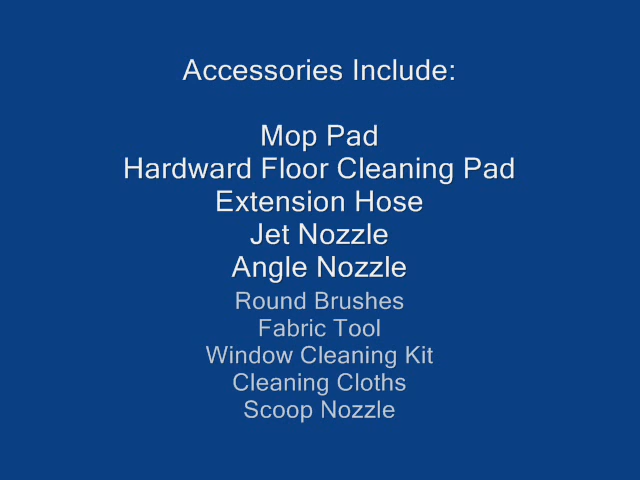 Accessories Include:
Mop Pad
Hardward Floor Cleaning Pad
Extension Hose
Jet Nozzle
Angle Nozzle
Round Brushes
Fabric Tool
Window Cleaning Kit
Cleaning Cloths
Scoop Nozzle